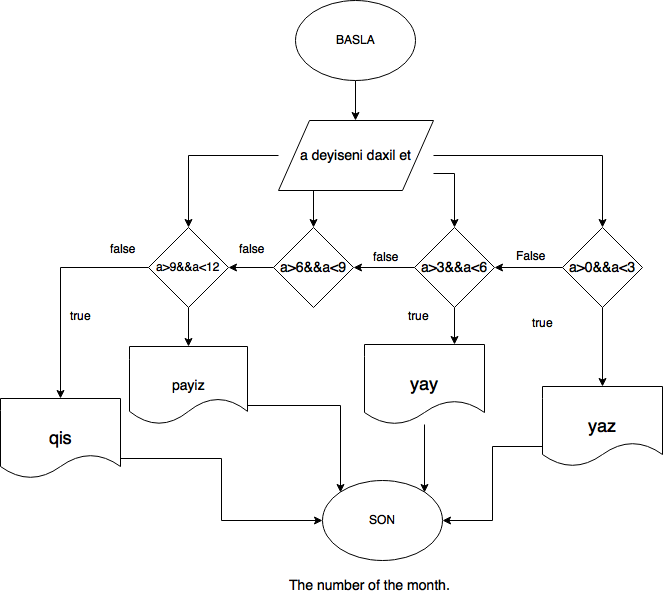 BASLA
a deyiseni daxil et
false
false
false
False
a>9&&a<12
a>6&&a<9
a>3&&a<6
a>0&&a<3
true
true
true
payiz
yay
yaz
qis
SON
The number of the month.